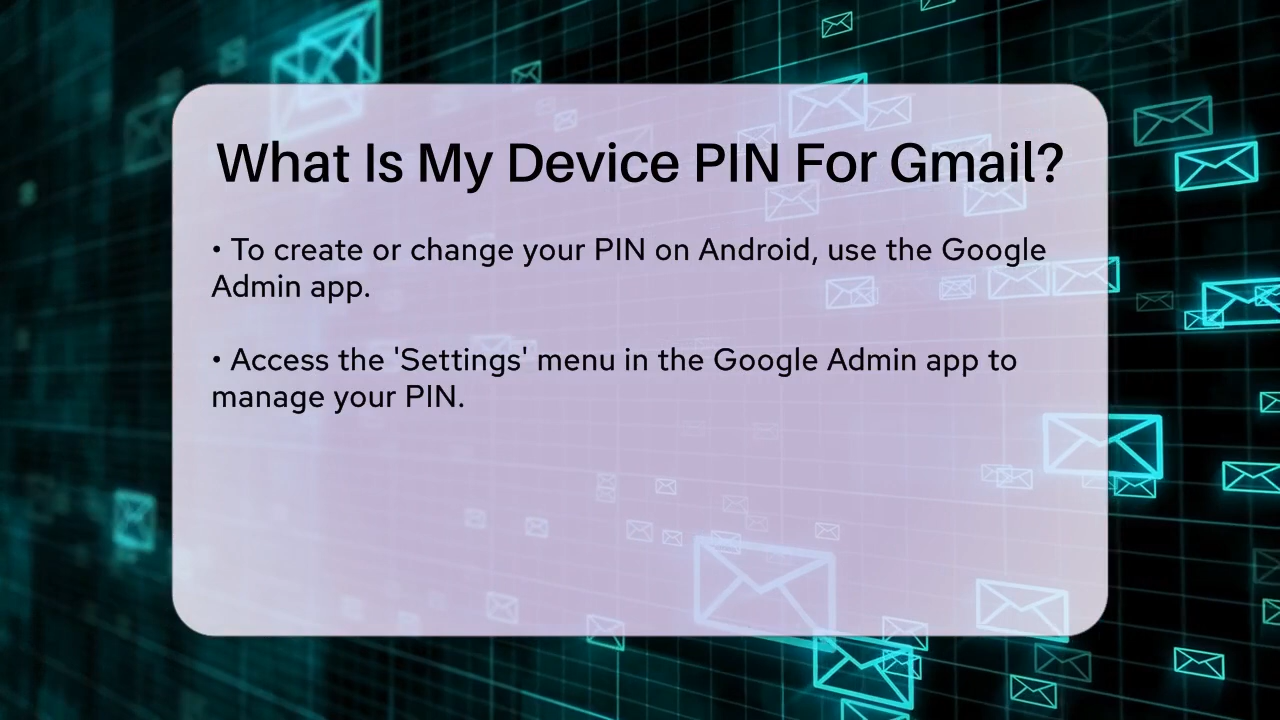 What Is My Device PIN For Gmail?
• To create or change your PIN on Android, use the Google
Admin app.
• Access the 'Settings' menu in the Google Admin app to
manage your PIN.